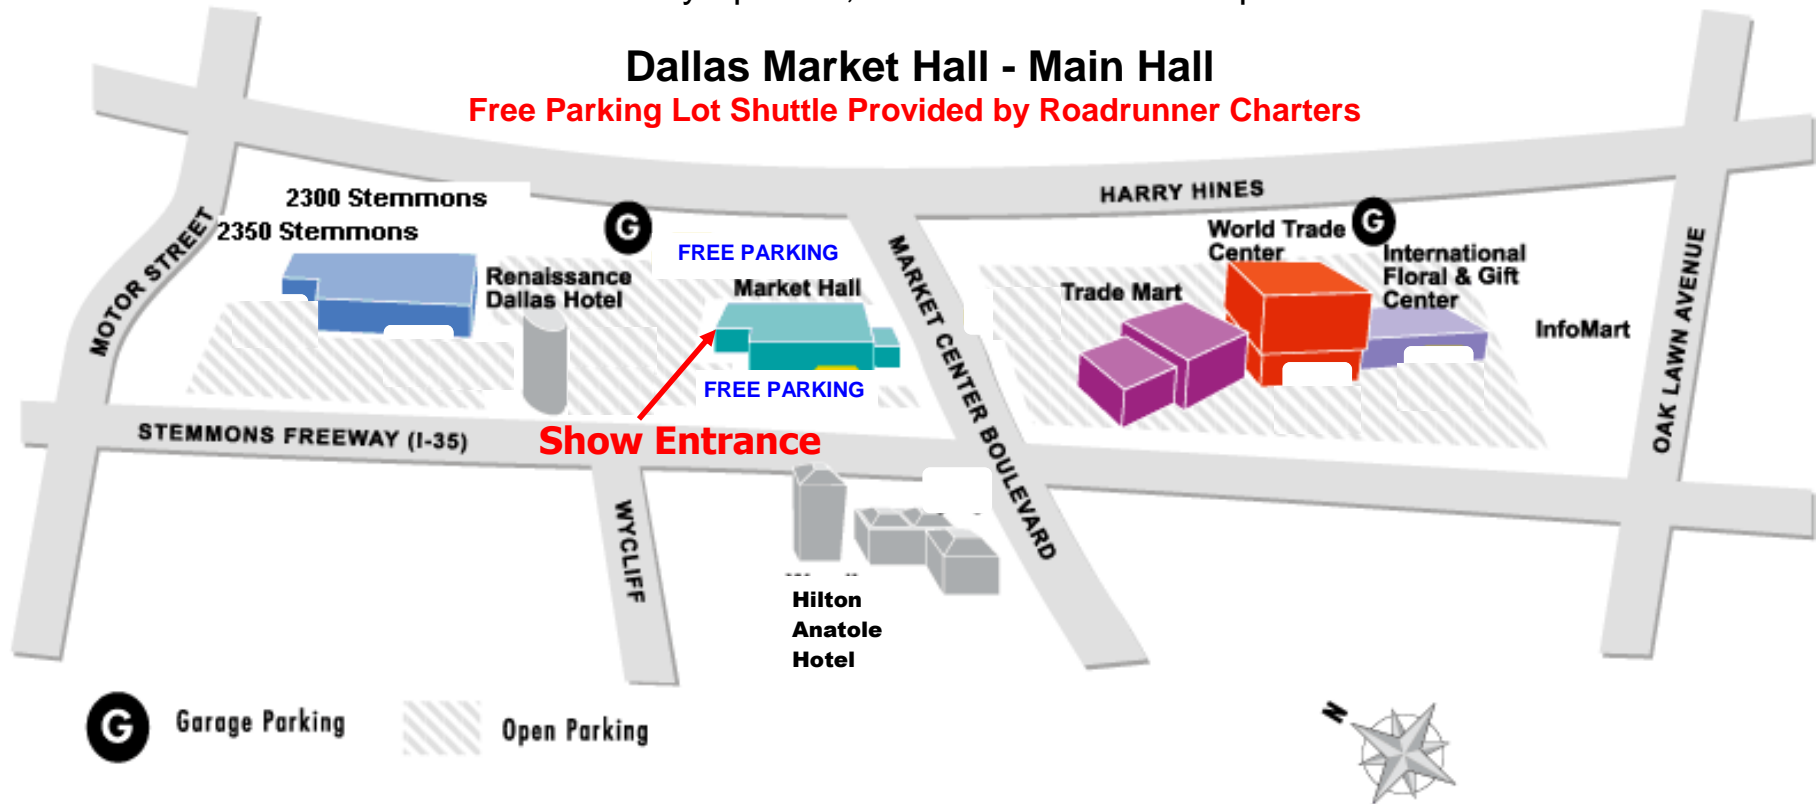 Dallas Market Hall - Main Hall
Free Parking Lot Shuttle Provided by Roadrunner Charters
HARRY HINES
2300 Stemmons
2350 Stemmons
MOTOR STREET
G
FREE PARKING
Renaissance
Dallas Hotel
Market Hall
MARKET CENTER BOULEVARD
World Trade
Center
G
International
Floral & Gift
Center
Trade Mart
InfoMart
OAK LAWN AVENUE
FREE PARKING
STEMMONS FREEWAY (I-35)
Show Entrance
WYCLIFF
Hilton
Anatole
Hotel
G
Garage Parking
Open Parking
N